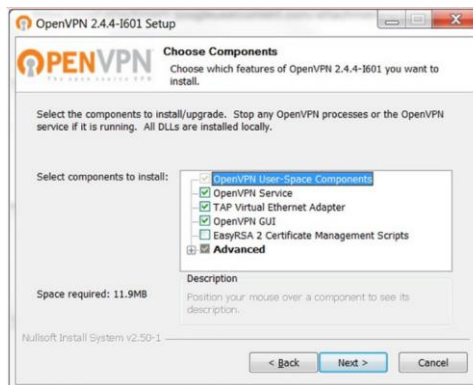 OpenVPN 2.4.4-I601 Setup
OPENVPN
Choose Components
Choose which features of OpenVPN 2.4.4-I601 you want to
install.
Select the components to install/upgrade. Stop any OpenVPN processes or the OpenVPN
service if it is running. All DLLs are installed locally.
Select components to install:
OpenVPN User-Space Components
OpenVPN Service
TAP Virtual Ethernet Adapter
OpenVPN GUI
EasyRSA 2 Certificate Management Scripts
Advanced
Space required: 11.9MB
Description
Position your mouse over a component to see its
description.
Nullsoft Install System v2.50-1
< Back
Next >
Cancel